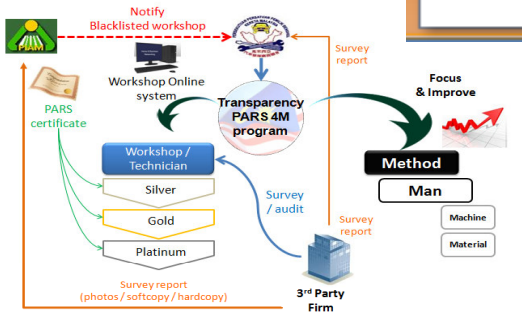 Notify
Blacklisted workshop
PIAM
Survey
report
Workshop Online
system
Focus
& Improve
PARS
certificate
Transparency
PARS 4M
program
Workshop /
Technician
Method
Silver
Man
Survey
/ audit
Gold
Machine
Survey
report
Material
Platinum
Survey report
(photos / softcopy / hardcopy)
3rd Party
Firm